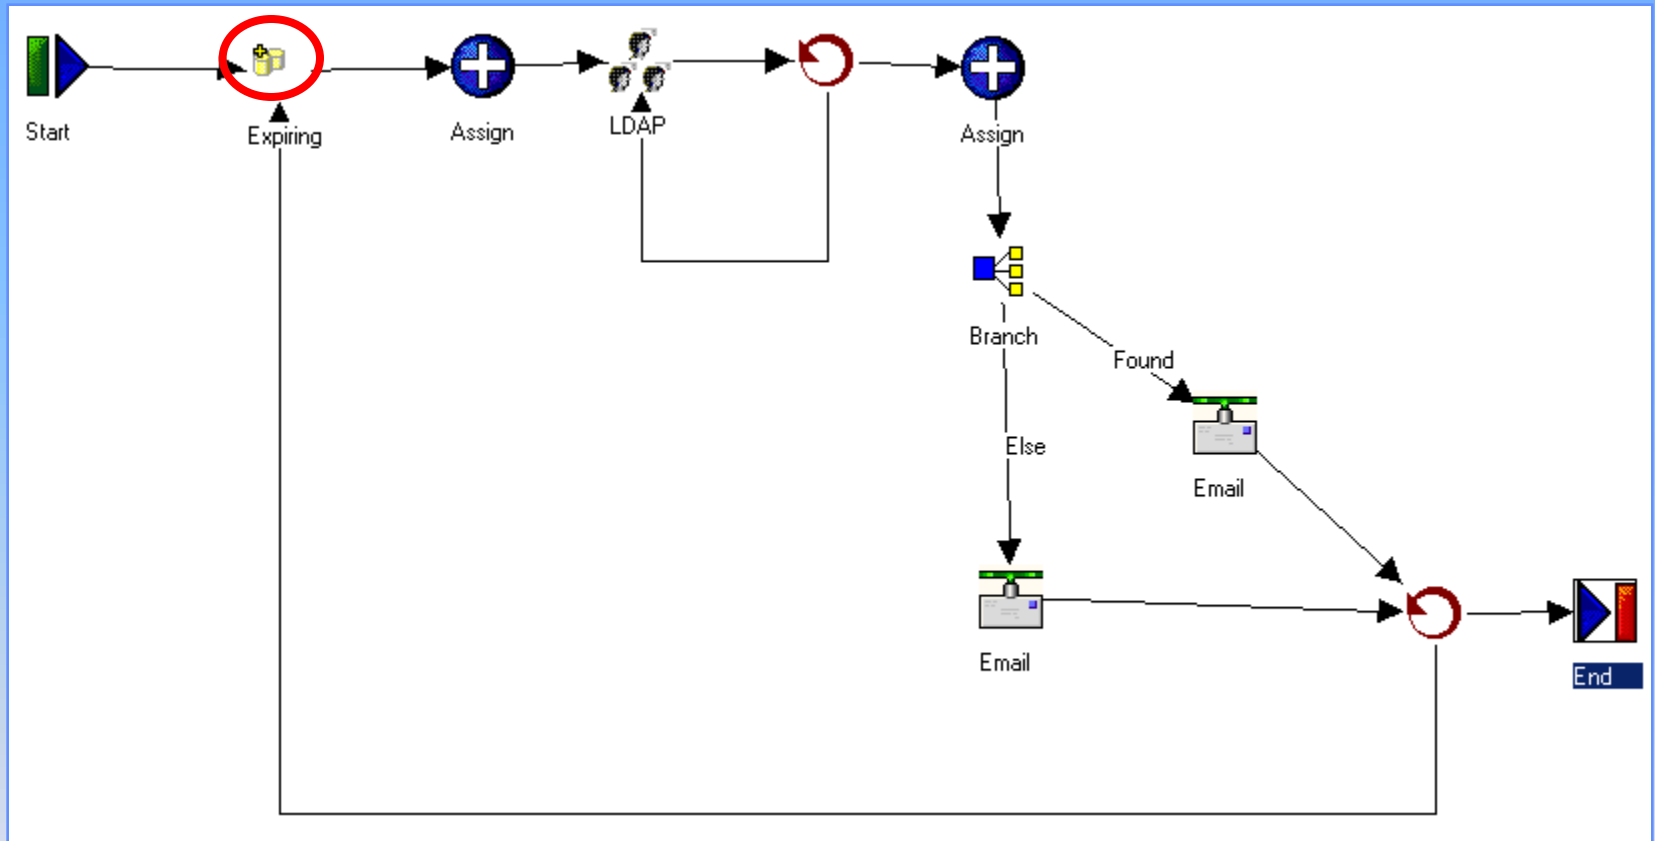 Start
Expiring
Assign
LDAP
Assign
Branch
Found
Else
Email
Email
End